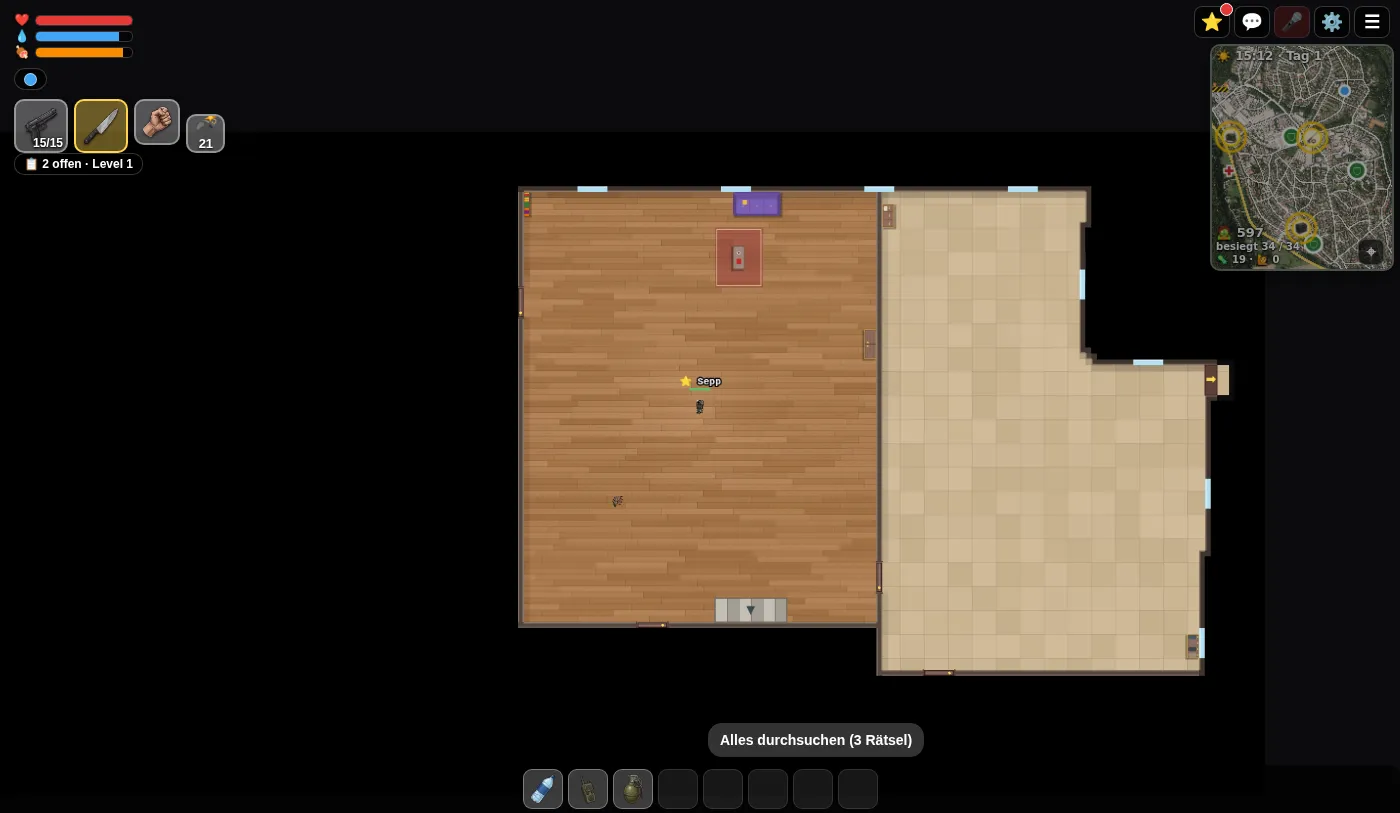 15:12 · Tag 1
15/15
21
📋 2 offen · Level 1
597
besiegt 34 / 34
19 · 0
Sepp
Alles durchsuchen (3 Rätsel)